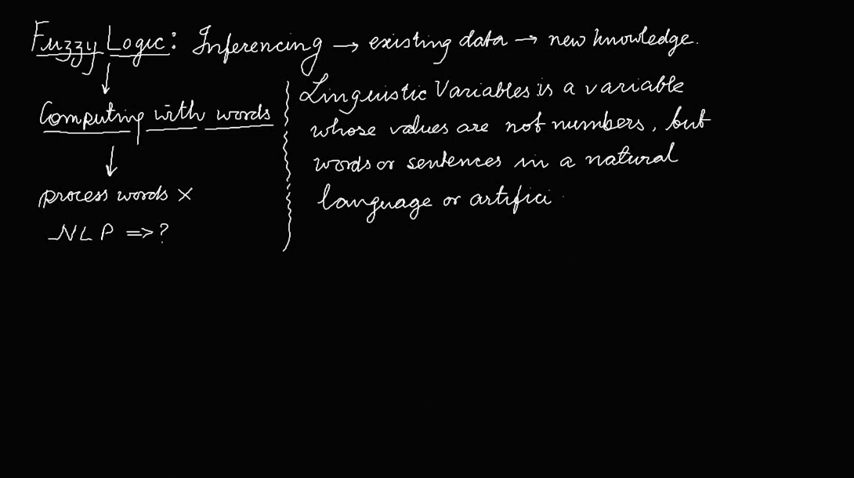 Fuzzy Logic: Inferencing → existing data → new knowledge.
Computing with words
process words ×
NLP => ?
Linguistic Variables is a variable
whose values are not numbers, but
words or sentences in a natural
language or artifici